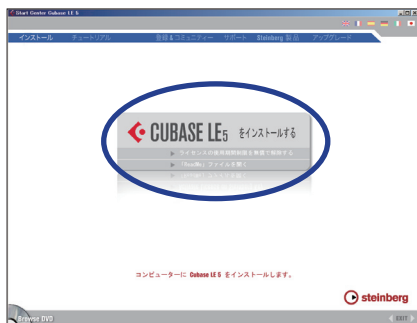 Start Center Cubase LE 5
インストール チュートリアル 登録&コミュニティー サポート Steinberg 製品 アップグレード
CUBASE LE5 をインストールする
ライセンスの使用期限制限を無償で解除する
「ReadMe」ファイルを開く
コンピューターに Cubase LE 5 をインストールします。
steinberg
Browse DVD
EXIT